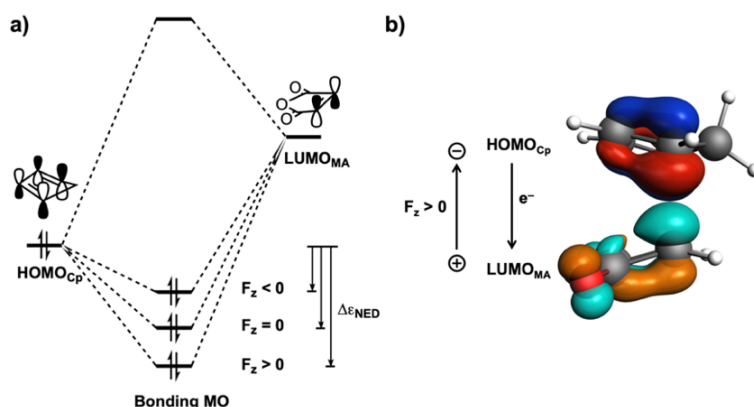 a)
O
O
O
LUMOMA
HOMOCp
Fz < 0
Fz = 0
Fz > 0
ΔεNED
Bonding MO
b)
⊖
HOMOCp
Fz > 0
e⁻
⊕
LUMOMA